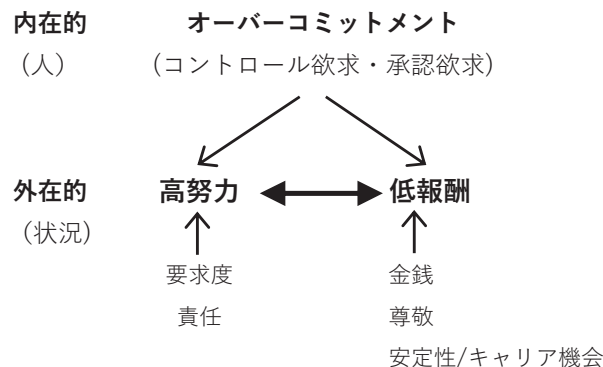 内在的 オーバーコミットメント
（人） (コントロール欲求・承認欲求)
外在的 高努力 低報酬
（状況)
要求度 金銭
責任 尊敬
安定性/キャリア機会